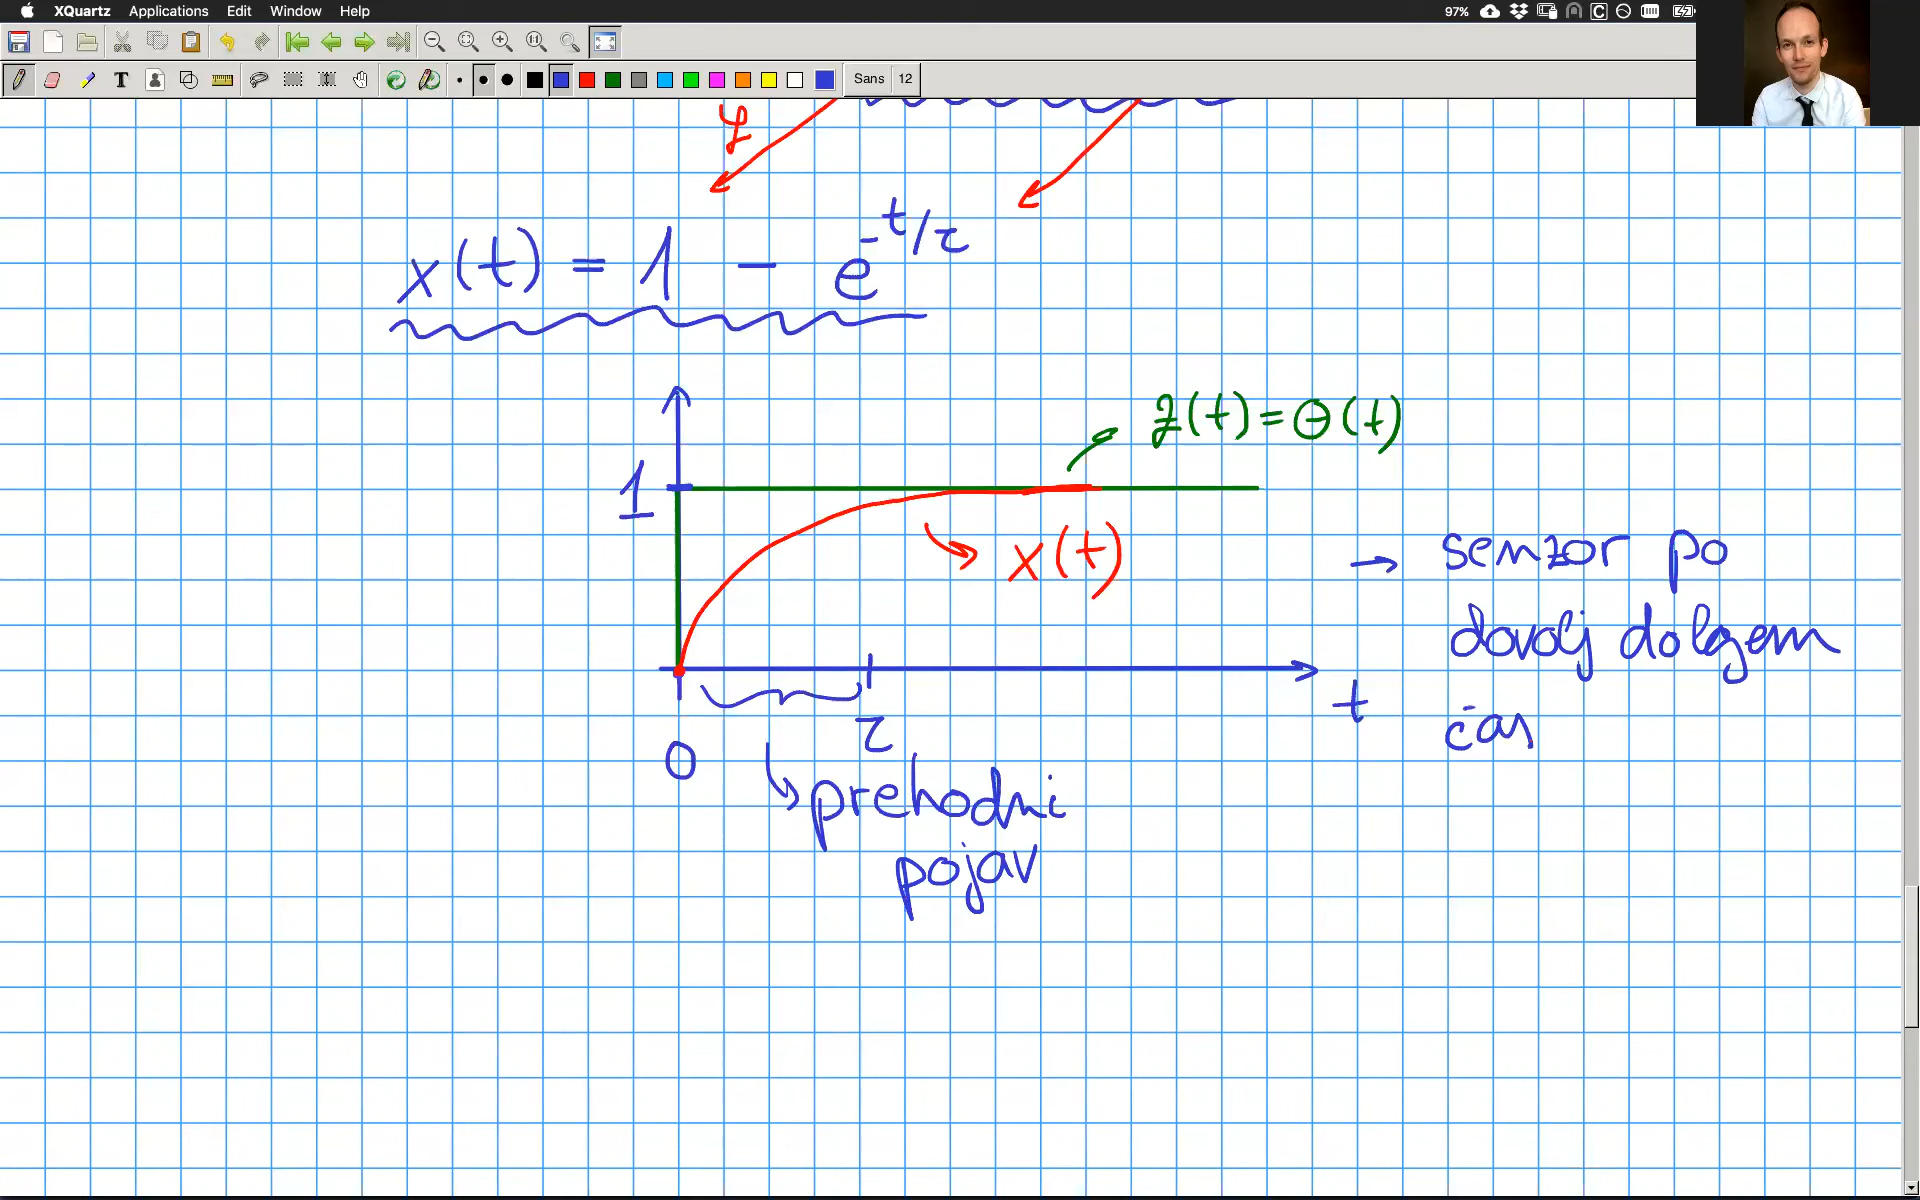 XQuartz Applications Edit Window Help
97%
Sans 12
x(t) = 1 - e^{-t/τ}
z(t) = Θ(t)
1
x(t)
→ senzor po
dovolj dolgem
čas
t
τ
0
prehodni
pojav